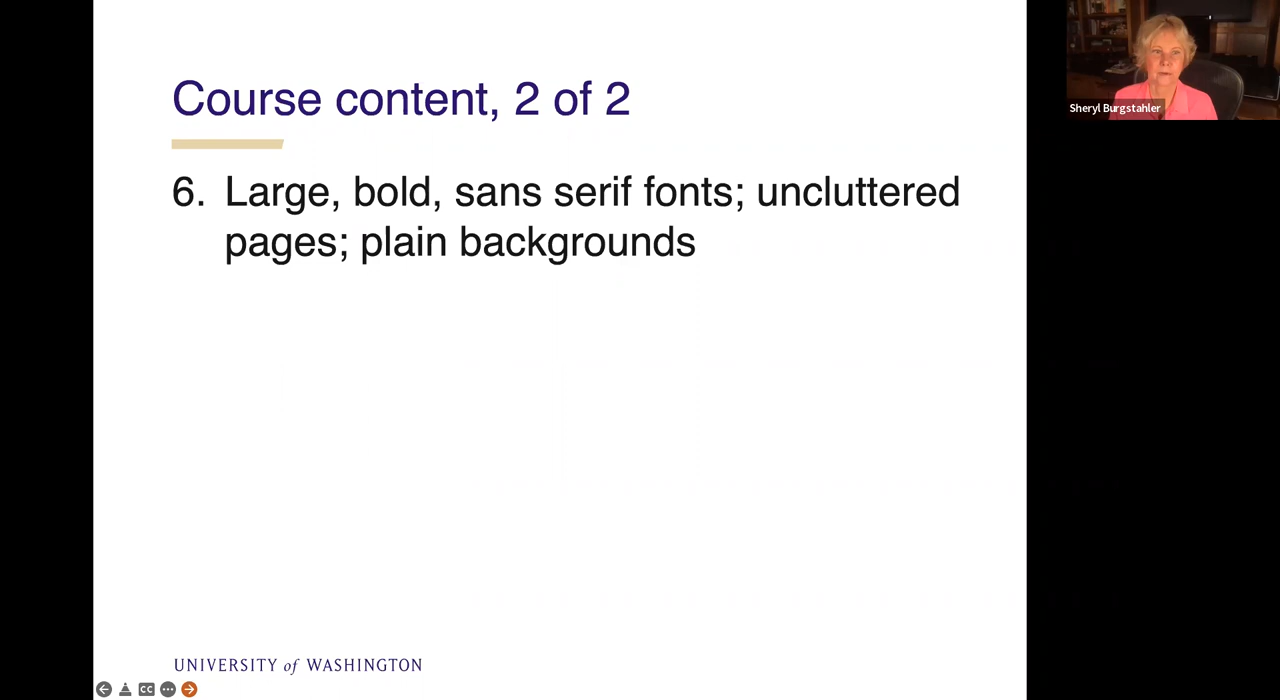 Course content, 2 of 2
Sheryl Burgstahler
6. Large, bold, sans serif fonts; uncluttered
pages; plain backgrounds
UNIVERSITY of WASHINGTON
CC